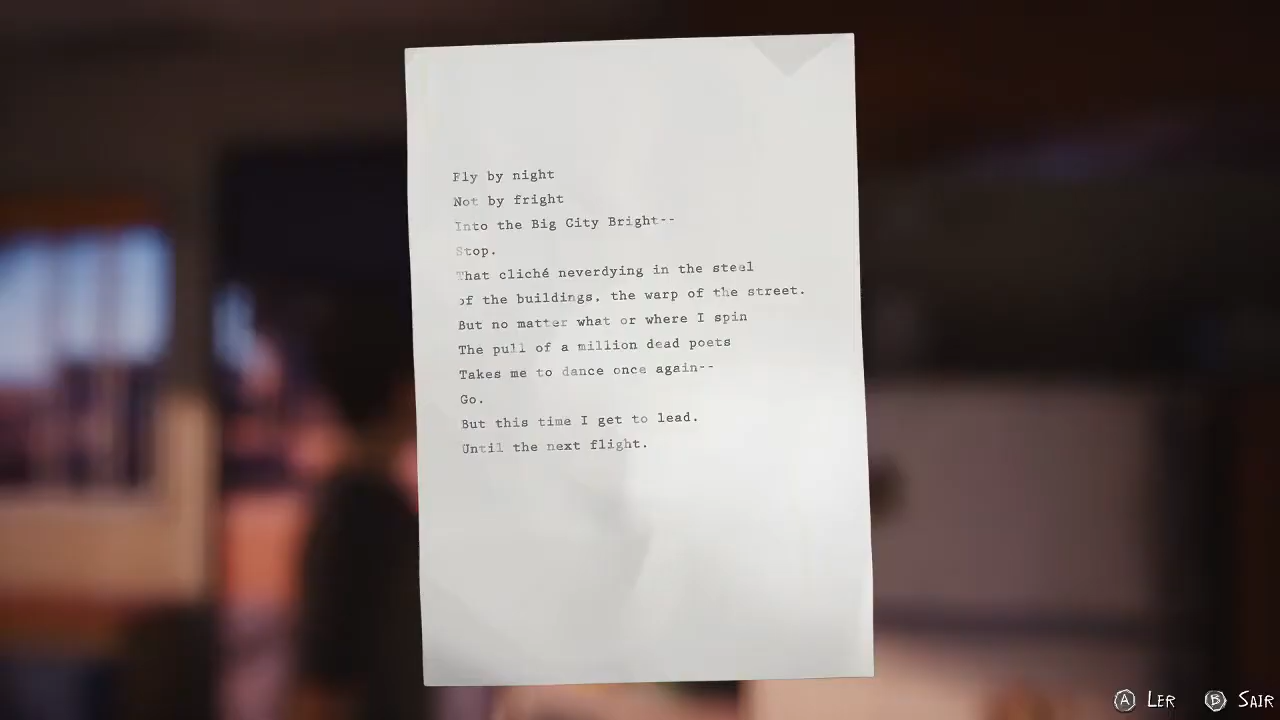 Fly by night
Not by fright
Into the Big City Bright--
Stop.
That cliché neverdying in the steel
of the buildings, the warp of the street.
But no matter what or where I spin
The pull of a million dead poets
Takes me to dance once again--
Go.
But this time I get to lead.
Until the next flight.
A LER B SAIR